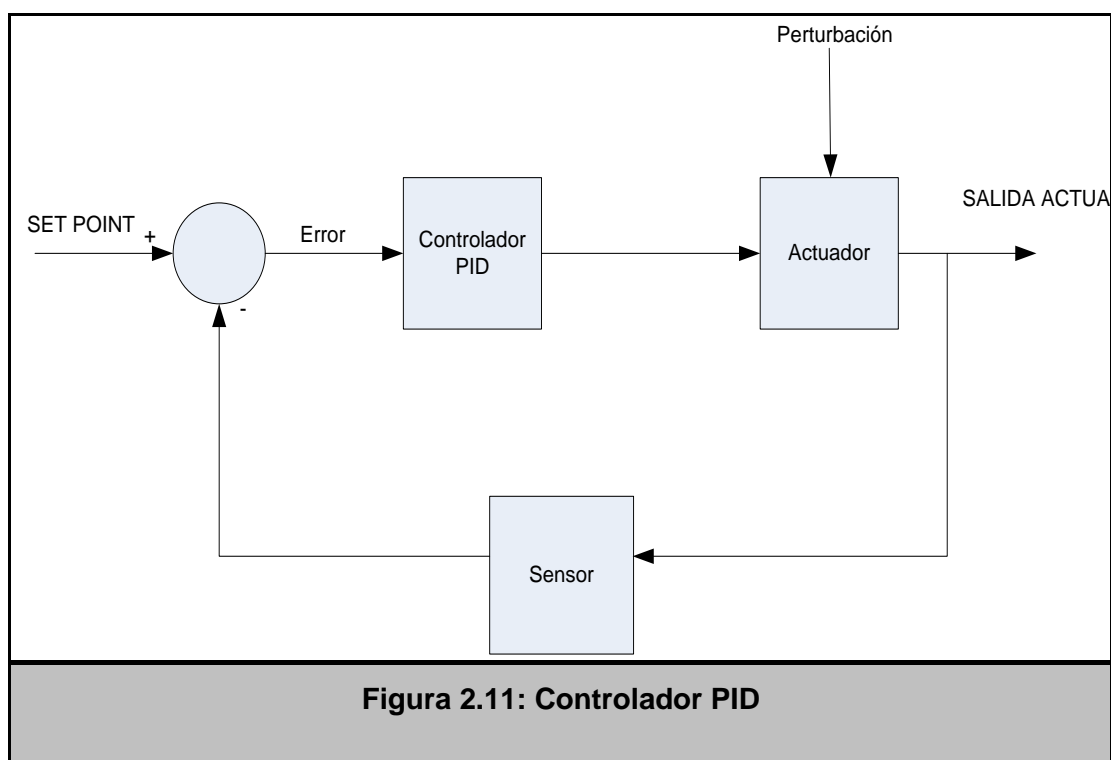 Perturbación
SALIDA ACTUA
SET POINT
+
Error
Controlador
PID
Actuador
-
Sensor
Figura 2.11: Controlador PID